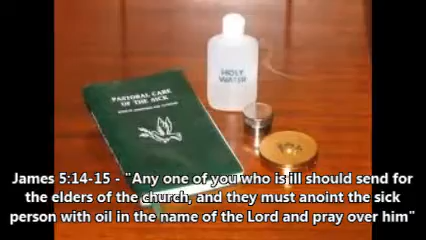 PASTORAL CARE
OF THE SICK
HOLY
WATER
James 5:14-15 - "Any one of you who is ill should send for
the elders of the church, and they must anoint the sick
person with oil in the name of the Lord and pray over him"